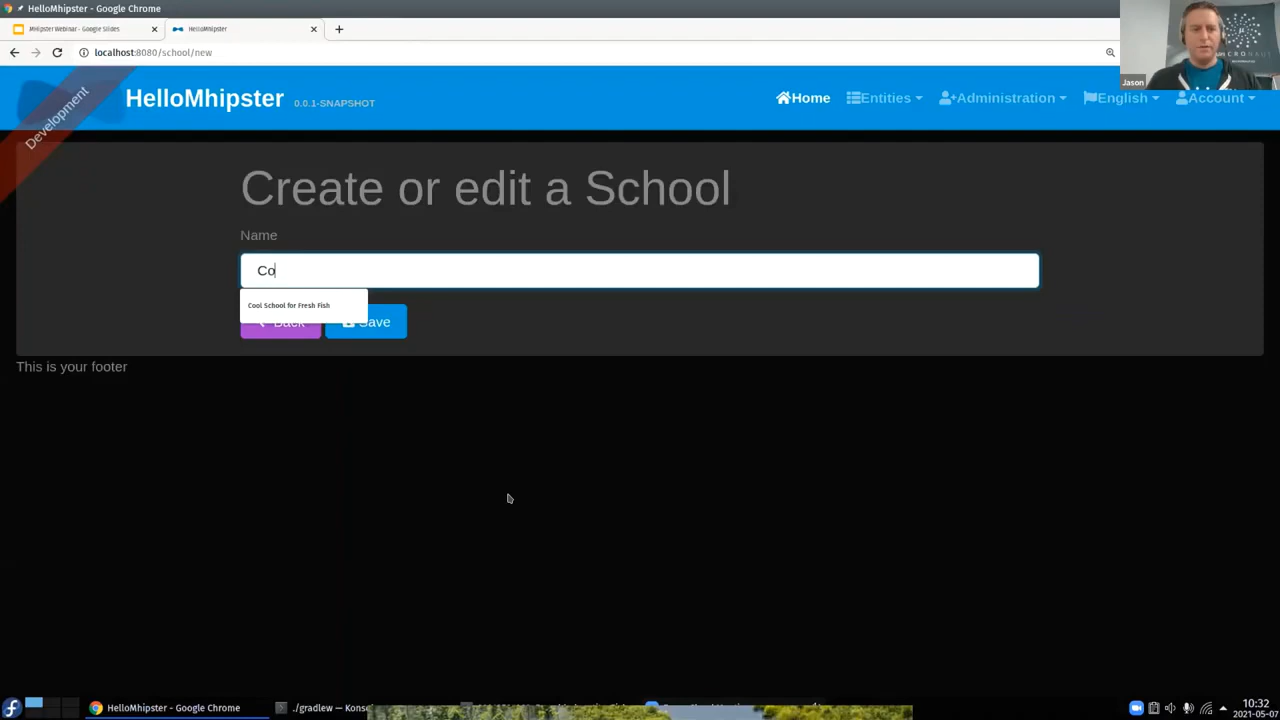 HelloMhipster - Google Chrome
MHipster Webinar - Google Slides
HelloMhipster
localhost:8080/school/new
Jason
Development
HelloMhipster 0.0.1-SNAPSHOT
Home Entities Administration English Account
Create or edit a School
Name
Co
Cool School for Fresh Fish
Back Save
This is your footer
HelloMhipster - Google Chrome
./gradlew — Konsole
10:32
2021-05-07